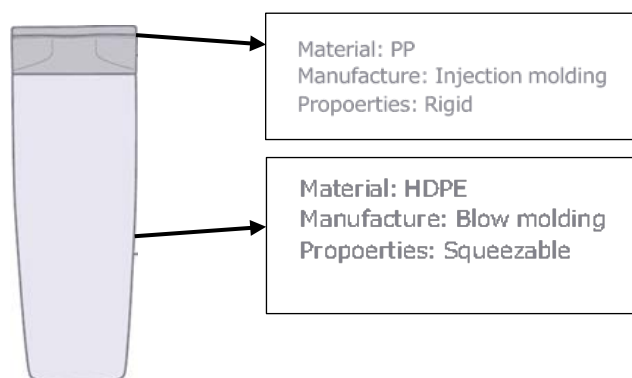 Material: PP
Manufacture: Injection molding
Propoerties: Rigid
Material: HDPE
Manufacture: Blow molding
Propoerties: Squeezable